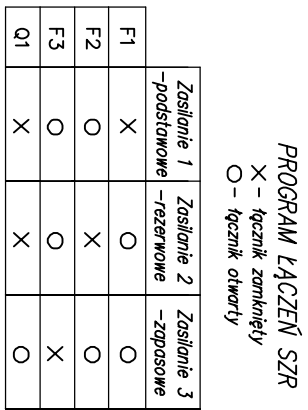 PROGRAM ŁĄCZEŃ SZR
X - łącznik zamknięty
O - łącznik otwarty
Zasilanie 1 -podstawowe
Zasilanie 2 -rezerwowe
Zasilanie 3 -zapasowe
F1 X O O
F2 O X O
F3 O O X
Q1 X X O